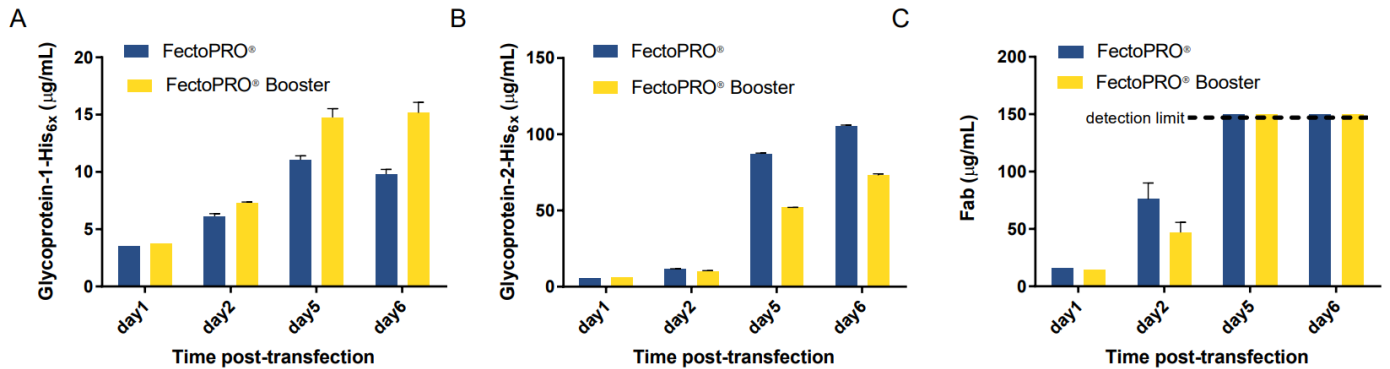 A
FectoPRO®
FectoPRO® Booster
Glycoprotein-1-His6x (μg/mL)
20
15
10
5
0
day1
day2
day5
day6
Time post-transfection
B
FectoPRO®
FectoPRO® Booster
Glycoprotein-2-His6x (μg/mL)
150
100
50
0
day1
day2
day5
day6
Time post-transfection
C
FectoPRO®
FectoPRO® Booster
Fab (μg/mL)
200
150
100
50
0
detection limit
day1
day2
day5
day6
Time post-transfection